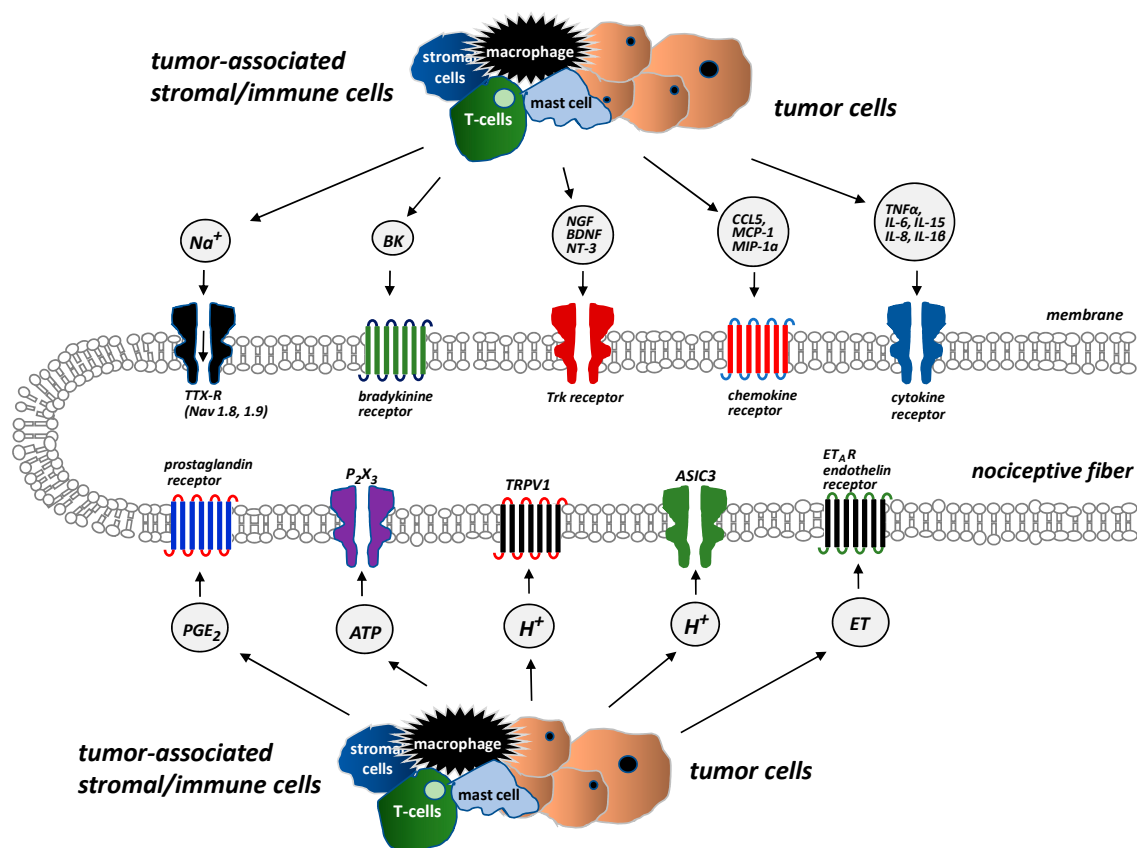 tumor-associated
stromal/immune cells
stromal
cells
macrophage
T-cells
mast cell
tumor cells
Na+
BK
NGF
BDNF
NT-3
CCL5,
MCP-1
MIP-1α
TNFα,
IL-6, IL-15
IL-8, IL-1β
membrane
TTX-R
(Nav 1.8, 1.9)
bradykinine
receptor
Trk receptor
chemokine
receptor
cytokine
receptor
prostaglandin
receptor
P2X3
TRPV1
ASIC3
ETAR
endothelin
receptor
nociceptive fiber
PGE2
ATP
H+
H+
ET
tumor-associated
stromal/immune cells
stromal
cells
macrophage
T-cells
mast cell
tumor cells